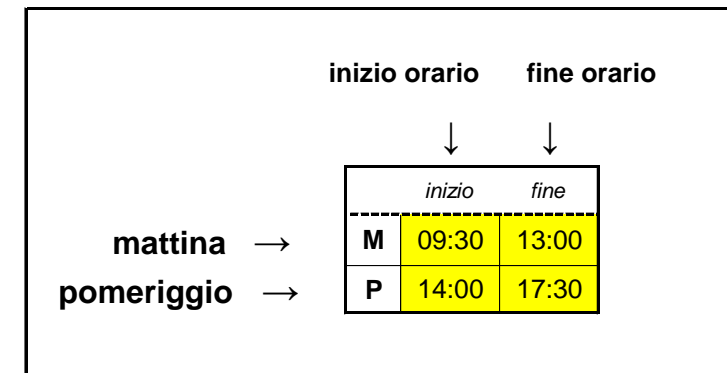 inizio orario fine orario
↓ ↓
inizio fine
mattina → M 09:30 13:00
pomeriggio → P 14:00 17:30